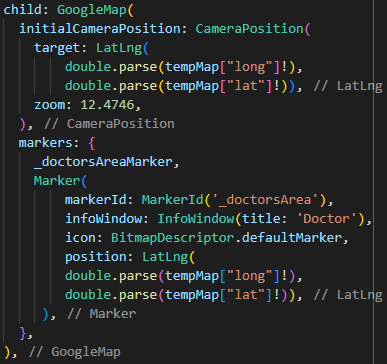 child: GoogleMap(
initialCameraPosition: CameraPosition(
target: LatLng(
double.parse(tempMap["long"]!),
double.parse(tempMap["lat"]!)), // LatLng
zoom: 12.4746,
), // CameraPosition
markers: {
_doctorsAreaMarker,
Marker(
markerId: MarkerId('_doctorsArea'),
infoWindow: InfoWindow(title: 'Doctor'),
icon: BitmapDescriptor.defaultMarker,
position: LatLng(
double.parse(tempMap["long"]!),
double.parse(tempMap["lat"]!)), // LatLng
), // Marker
},
), // GoogleMap